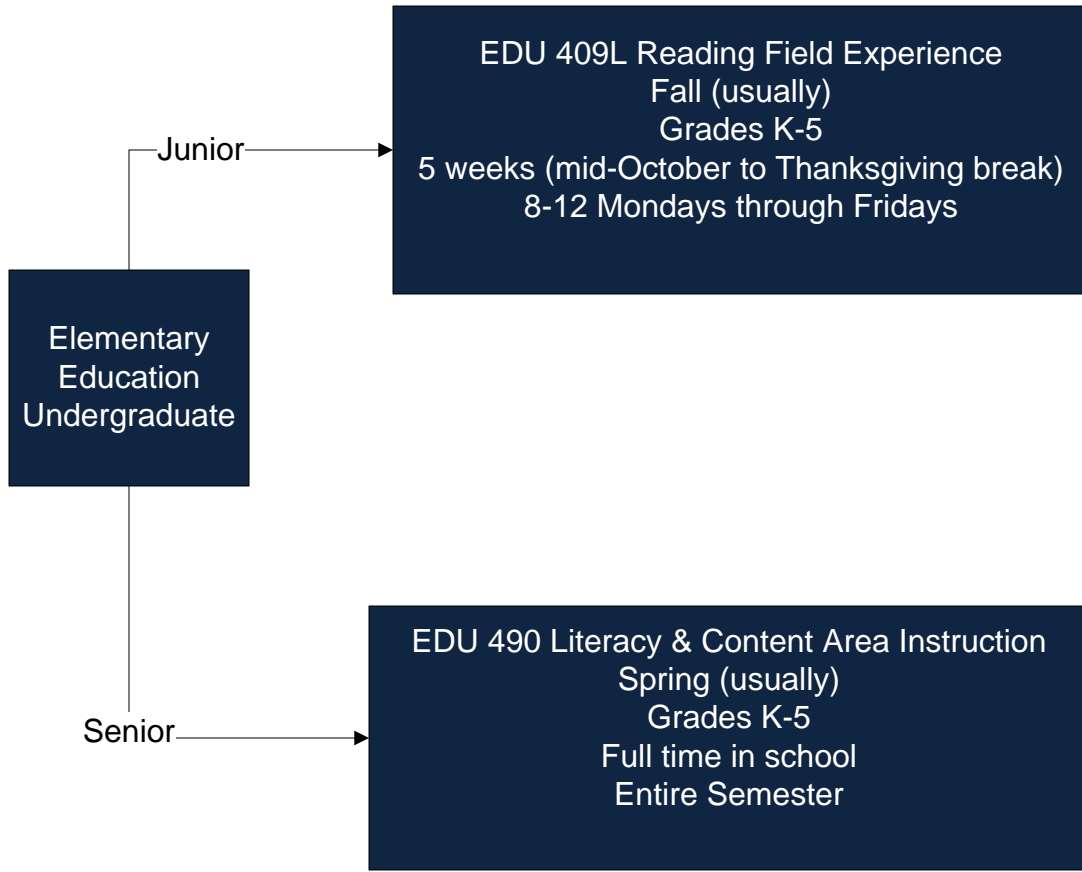 EDU 409L Reading Field Experience
Fall (usually)
Grades K-5
5 weeks (mid-October to Thanksgiving break)
8-12 Mondays through Fridays
Junior
Elementary
Education
Undergraduate
EDU 490 Literacy & Content Area Instruction
Spring (usually)
Grades K-5
Full time in school
Entire Semester
Senior